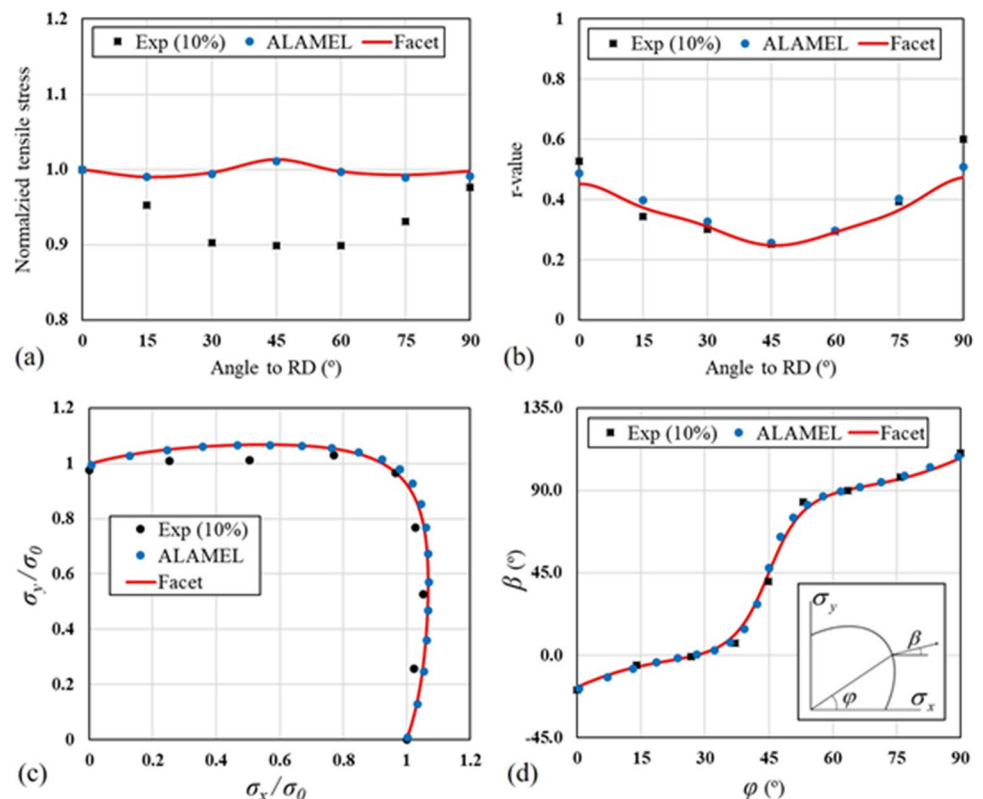 1.2
1.1
1.0
0.9
0.8
Normalzied tensile stress
Exp (10%) ALAMEL Facet
0 15 30 45 60 75 90
Angle to RD (º)
(a)
1
0.8
0.6
0.4
0.2
0
r-value
Exp (10%) ALAMEL Facet
0 15 30 45 60 75 90
Angle to RD (º)
(b)
1.2
1
0.8
0.6
0.4
0.2
0
σy/σ0
Exp (10%)
ALAMEL
Facet
0 0.2 0.4 0.6 0.8 1 1.2
σx/σ0
(c)
135.0
90.0
45.0
0.0
-45.0
β (º)
Exp (10%) ALAMEL Facet
σy
β
φ
σx
0 15 30 45 60 75 90
φ (º)
(d)